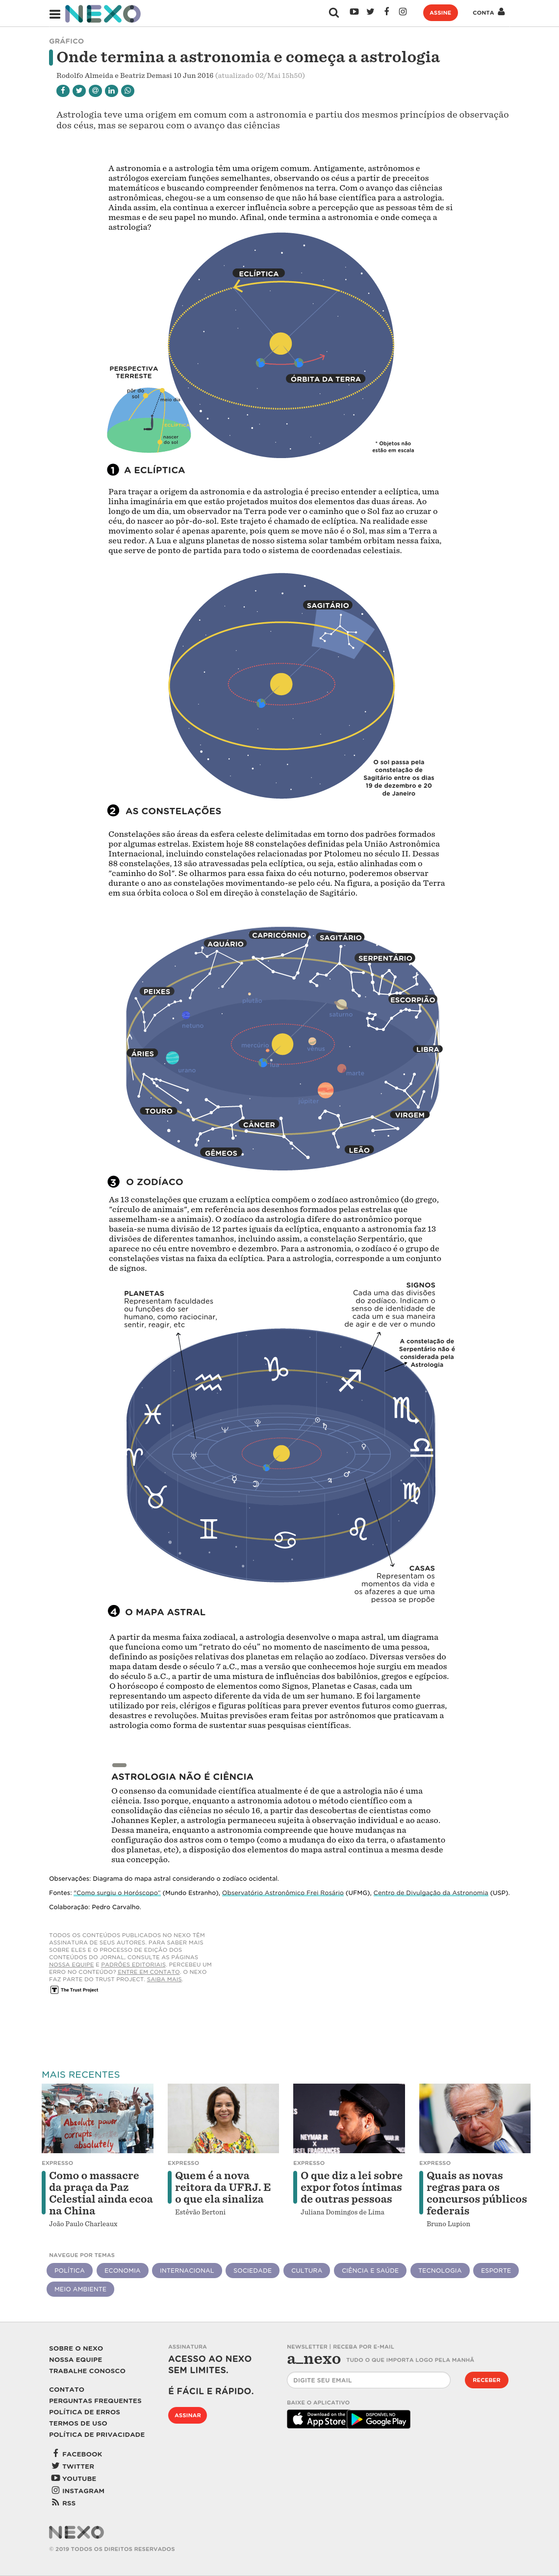 NEXO
ASSINE
CONTA
GRÁFICO
Onde termina a astronomia e começa a astrologia
Rodolfo Almeida e Beatriz Demasi 10 Jun 2016 (atualizado 02/Mai 15h50)
Astrologia teve uma origem em comum com a astronomia e partiu dos mesmos princípios de observação
dos céus, mas se separou com o avanço das ciências
A astronomia e a astrologia têm uma origem comum. Antigamente, astrônomos e
astrólogos exerciam funções semelhantes, observando os céus a partir de preceitos
matemáticos e buscando compreender fenômenos na terra. Com o avanço das ciências
astronômicas, chegou-se a um consenso de que não há base científica para a astrologia.
Ainda assim, ela continua a exercer influência sobre a percepção que as pessoas têm de si
mesmas e de seu papel no mundo. Afinal, onde termina a astronomia e onde começa a
astrologia?
ECLÍPTICA
ÓRBITA DA TERRA
PERSPECTIVA
TERRESTE
pôr do
sol
meio dia
ECLÍPTICA
nascer
do sol
* Objetos não
estão em escala
1 A ECLÍPTICA
Para traçar a origem da astronomia e da astrologia é preciso entender a eclíptica, uma
linha imaginária em que estão projetados muitos dos elementos das duas áreas. Ao
longo de um dia, um observador na Terra pode ver o caminho que o Sol faz ao cruzar o
céu, do nascer ao pôr-do-sol. Este trajeto é chamado de eclíptica. Na realidade esse
movimento solar é apenas aparente, pois quem se move não é o Sol, mas sim a Terra a
seu redor. A Lua e alguns planetas de nosso sistema solar também orbitam nessa faixa,
que serve de ponto de partida para todo o sistema de coordenadas celestiais.
SAGITÁRIO
O sol passa pela
constelação de
Sagitário entre os dias
19 de dezembro e 20
de Janeiro
2 AS CONSTELAÇÕES
Constelações são áreas da esfera celeste delimitadas em torno dos padrões formados
por algumas estrelas. Existem hoje 88 constelações definidas pela União Astronômica
Internacional, incluindo constelações relacionadas por Ptolomeu no século II. Dessas
88 constelações, 13 são atravessadas pela eclíptica, ou seja, estão alinhadas com o
"caminho do Sol". Se olharmos para essa faixa do céu noturno, poderemos observar
durante o ano as constelações movimentando-se pelo céu. Na figura, a posição da Terra
em sua órbita coloca o Sol em direção à constelação de Sagitário.
CAPRICÓRNIO
SAGITÁRIO
AQUÁRIO
SERPENTÁRIO
PEIXES
plutão
ESCORPIÃO
saturno
netuno
LIBRA
mercúrio
vênus
ÁRIES
lua
urano
marte
júpiter
TOURO
VIRGEM
CÂNCER
LEÃO
GÊMEOS
3 O ZODÍACO
As 13 constelações que cruzam a eclíptica compõem o zodíaco astronômico (do grego,
"círculo de animais", em referência aos desenhos formados pelas estrelas que
assemelham-se a animais). O zodíaco da astrologia difere do astronômico porque
baseia-se numa divisão de 12 partes iguais da eclíptica, enquanto a astronomia faz 13
divisões de diferentes tamanhos, incluindo assim, a constelação Serpentário, que
aparece no céu entre novembro e dezembro. Para a astronomia, o zodíaco é o grupo de
constelações vistas na faixa da eclíptica. Para a astrologia, corresponde a um conjunto
de signos.
PLANETAS
Representam faculdades
ou funções do ser
humano, como raciocinar,
sentir, reagir, etc
SIGNOS
Cada uma das divisões
do zodíaco. Indicam o
senso de identidade de
cada um e sua maneira
de agir e de ver o mundo
A constelação de
Serpentário não é
considerada pela
Astrologia
CASAS
Representam os
momentos da vida e
os afazeres a que uma
pessoa se propõe
4 O MAPA ASTRAL
A partir da mesma faixa zodiacal, a astrologia desenvolve o mapa astral, um diagrama
que funciona como um "retrato do céu" no momento do nascimento de uma pessoa,
definindo as posições relativas dos planetas em relação ao zodíaco. Diversas versões do
mapa datam desde o século 7 a.C., mas a versão que conhecemos hoje surgiu em meados
do século 5 a.C., a partir de uma mistura de influências dos babilônios, gregos e egípcios.
O horóscopo é composto de elementos como Signos, Planetas e Casas, cada um
representando um aspecto diferente da vida de um ser humano. E foi largamente
utilizado por reis, clérigos e figuras políticas para prever eventos futuros como guerras,
desastres e revoluções. Muitas previsões eram feitas por astrônomos que praticavam a
astrologia como forma de sustentar suas pesquisas científicas.
ASTROLOGIA NÃO É CIÊNCIA
O consenso da comunidade científica atualmente é de que a astrologia não é uma
ciência. Isso porque, enquanto a astronomia adotou o método científico com a
consolidação das ciências no século 16, a partir das descobertas de cientistas como
Johannes Kepler, a astrologia permaneceu sujeita à observação individual e ao acaso.
Dessa maneira, enquanto a astronomia compreende que houve mudanças na
configuração dos astros com o tempo (como a mudança do eixo da terra, o afastamento
dos planetas, etc), a disposição dos elementos do mapa astral continua a mesma desde
sua concepção.
Observações: Diagrama do mapa astral considerando o zodíaco ocidental.
Fontes: "Como surgiu o Horóscopo" (Mundo Estranho), Observatório Astronômico Frei Rosário (UFMG), Centro de Divulgação da Astronomia (USP).
Colaboração: Pedro Carvalho.
TODOS OS CONTEÚDOS PUBLICADOS NO NEXO TÊM
ASSINATURA DE SEUS AUTORES. PARA SABER MAIS
SOBRE ELES E O PROCESSO DE EDIÇÃO DOS
CONTEÚDOS DO JORNAL, CONSULTE AS PÁGINAS
NOSSA EQUIPE E PADRÕES EDITORIAIS. PERCEBEU UM
ERRO NO CONTEÚDO? ENTRE EM CONTATO. O NEXO
FAZ PARTE DO TRUST PROJECT. SAIBA MAIS.
The Trust Project
MAIS RECENTES
Absolute power
corrupts
absolutely
NEYMAR JR
FRAGRANCES
EXPRESSO
Como o massacre
da praça da Paz
Celestial ainda ecoa
na China
João Paulo Charleaux
EXPRESSO
Quem é a nova
reitora da UFRJ. E
o que ela sinaliza
Estêvão Bertoni
EXPRESSO
O que diz a lei sobre
expor fotos íntimas
de outras pessoas
Juliana Domingos de Lima
EXPRESSO
Quais as novas
regras para os
concursos públicos
federais
Bruno Lupion
NAVEGUE POR TEMAS
POLÍTICA
ECONOMIA
INTERNACIONAL
SOCIEDADE
CULTURA
CIÊNCIA E SAÚDE
TECNOLOGIA
ESPORTE
MEIO AMBIENTE
SOBRE O NEXO
NOSSA EQUIPE
TRABALHE CONOSCO
CONTATO
PERGUNTAS FREQUENTES
POLÍTICA DE ERROS
TERMOS DE USO
POLÍTICA DE PRIVACIDADE
FACEBOOK
TWITTER
YOUTUBE
INSTAGRAM
RSS
ASSINATURA
ACESSO AO NEXO
SEM LIMITES.
É FÁCIL E RÁPIDO.
ASSINAR
NEWSLETTER | RECEBA POR E-MAIL
a_nexo TUDO O QUE IMPORTA LOGO PELA MANHÃ
DIGITE SEU EMAIL
RECEBER
BAIXE O APLICATIVO
Download on the
App Store
DISPONÍVEL NO
Google Play
NEXO
© 2019 TODOS OS DIREITOS RESERVADOS